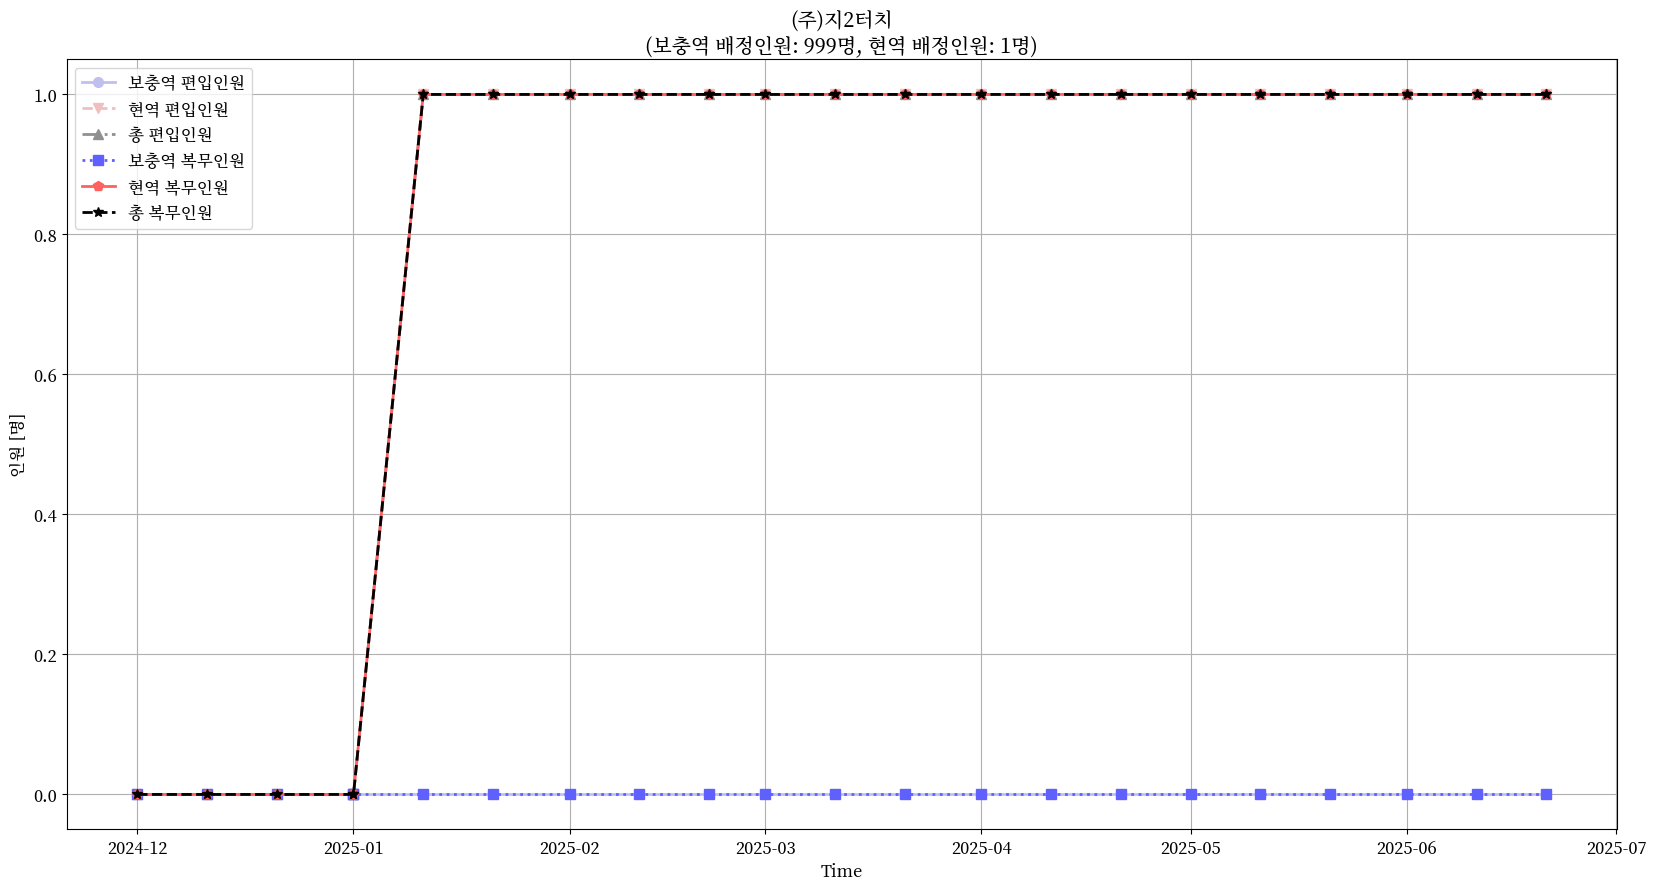 (주)지2터치
(보충역 배정인원: 999명, 현역 배정인원: 1명)
보충역 편입인원
현역 편입인원
총 편입인원
보충역 복무인원
현역 복무인원
총 복무인원
1.0
0.8
0.6
0.4
0.2
0.0
인원 [명]
2024-12 2025-01 2025-02 2025-03 2025-04 2025-05 2025-06 2025-07
Time